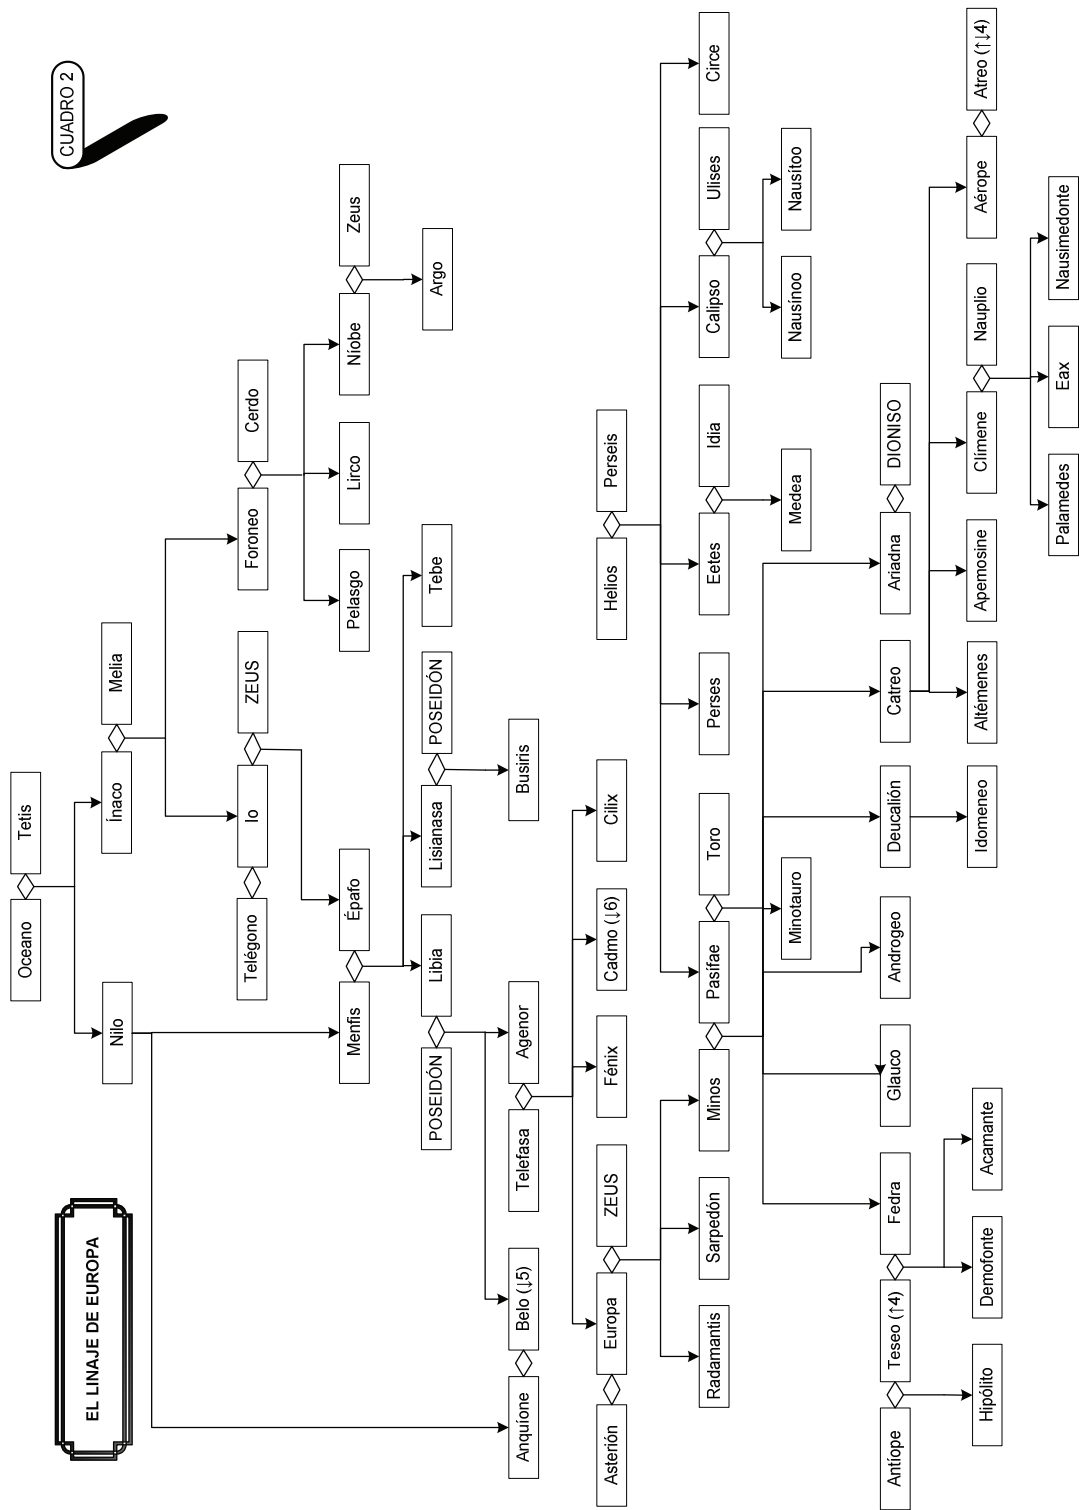 CUADRO 2
EL LINAJE DE EUROPA
Oceano
Tetis
Nilo
Ínaco
Melia
Telégono
Io
ZEUS
Foroneo
Cerdo
Menfis
Épafo
Pelasgo
Lirco
Níobe
Zeus
POSEIDÓN
Libia
Lisianasa
POSEIDÓN
Tebe
Argo
Anquíone
Belo (↓5)
Telefasa
Agenor
Busiris
Asterión
Europa
ZEUS
Fénix
Cadmo (↓6)
Cilix
Helios
Perseis
Radamantis
Sarpedón
Minos
Pasífae
Toro
Perses
Eetes
Idia
Calipso
Ulises
Circe
Minotauro
Medea
Nausínoo
Nausítoo
Antíope
Teseo (↑4)
Fedra
Glauco
Androgeo
Deucalión
Catreo
Ariadna
DIONISO
Hipólito
Demofonte
Acamante
Idomeneo
Altémenes
Apemosine
Clímene
Nauplio
Aérope
Atreo (↑↓4)
Palamedes
Eax
Nausimedonte